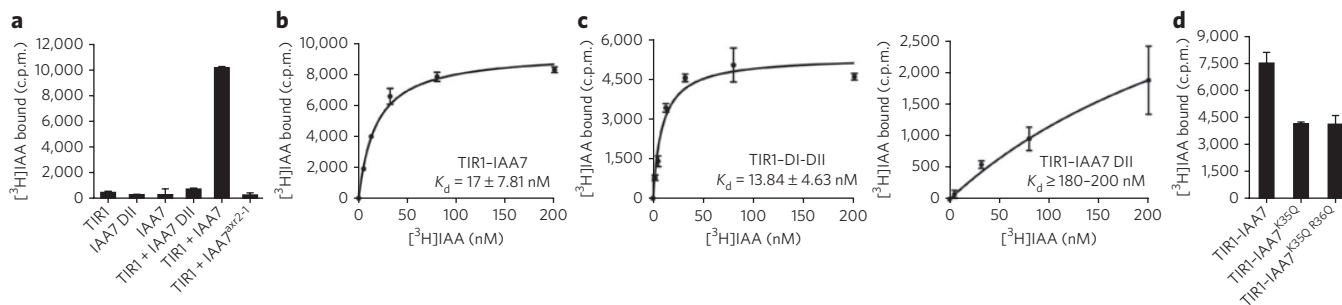 a
[³H]IAA bound (c.p.m.)
12,000
10,000
8,000
6,000
4,000
2,000
0
TIR1
IAA7 DII
IAA7
TIR1 + IAA7 DII
TIR1 + IAA7
TIR1 + IAA7axr2-1
b
[³H]IAA bound (c.p.m.)
10,000
8,000
6,000
4,000
2,000
0
TIR1–IAA7
Kd = 17 ± 7.81 nM
0 50 100 150 200
[³H]IAA (nM)
c
[³H]IAA bound (c.p.m.)
6,000
4,500
3,000
1,500
0
TIR1–DI-DII
Kd = 13.84 ± 4.63 nM
0 50 100 150 200
[³H]IAA (nM)
[³H]IAA bound (c.p.m.)
2,500
2,000
1,500
1,000
500
0
TIR1–IAA7 DII
Kd ≥ 180–200 nM
0 50 100 150 200
[³H]IAA (nM)
d
[³H]IAA bound (c.p.m.)
9,000
7,500
6,000
4,500
3,000
1,500
0
TIR1–IAA7
TIR1–IAA7K35Q
TIR1–IAA7K35Q R36Q